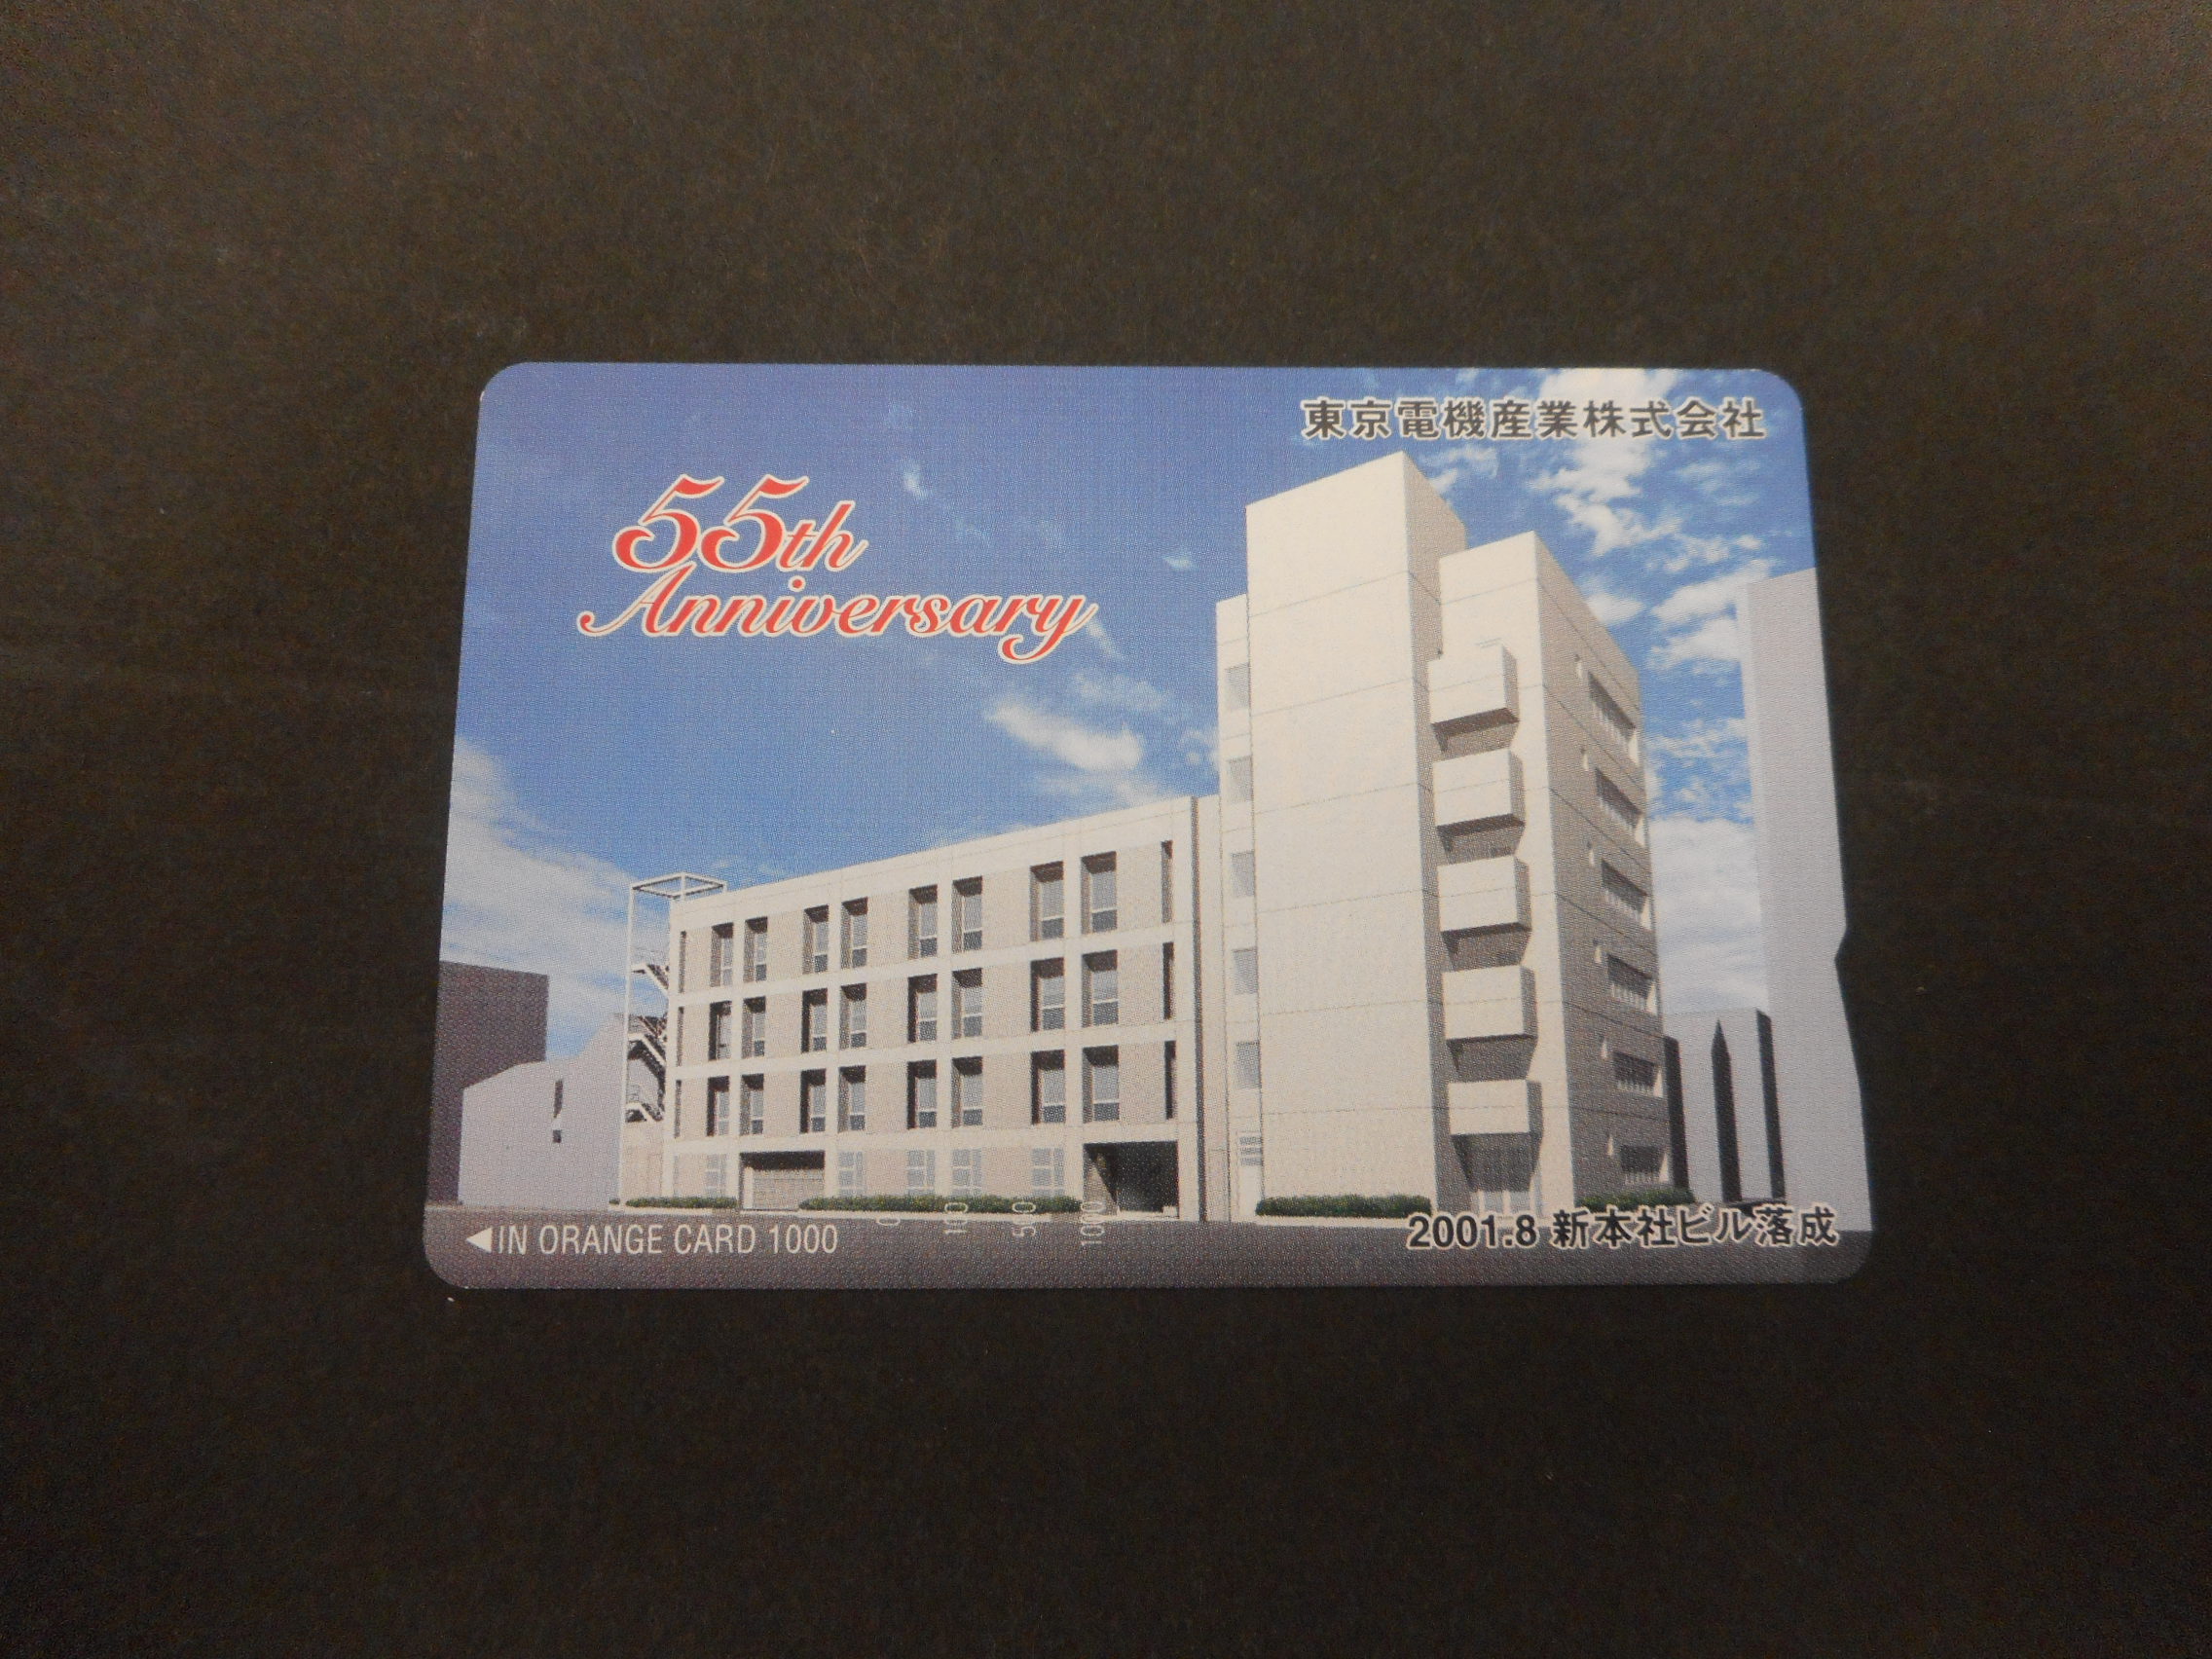 東京電機産業株式会社
55th
Anniversary
◀IN ORANGE CARD 1000
0 100 500 1000
2001.8 新本社ビル落成